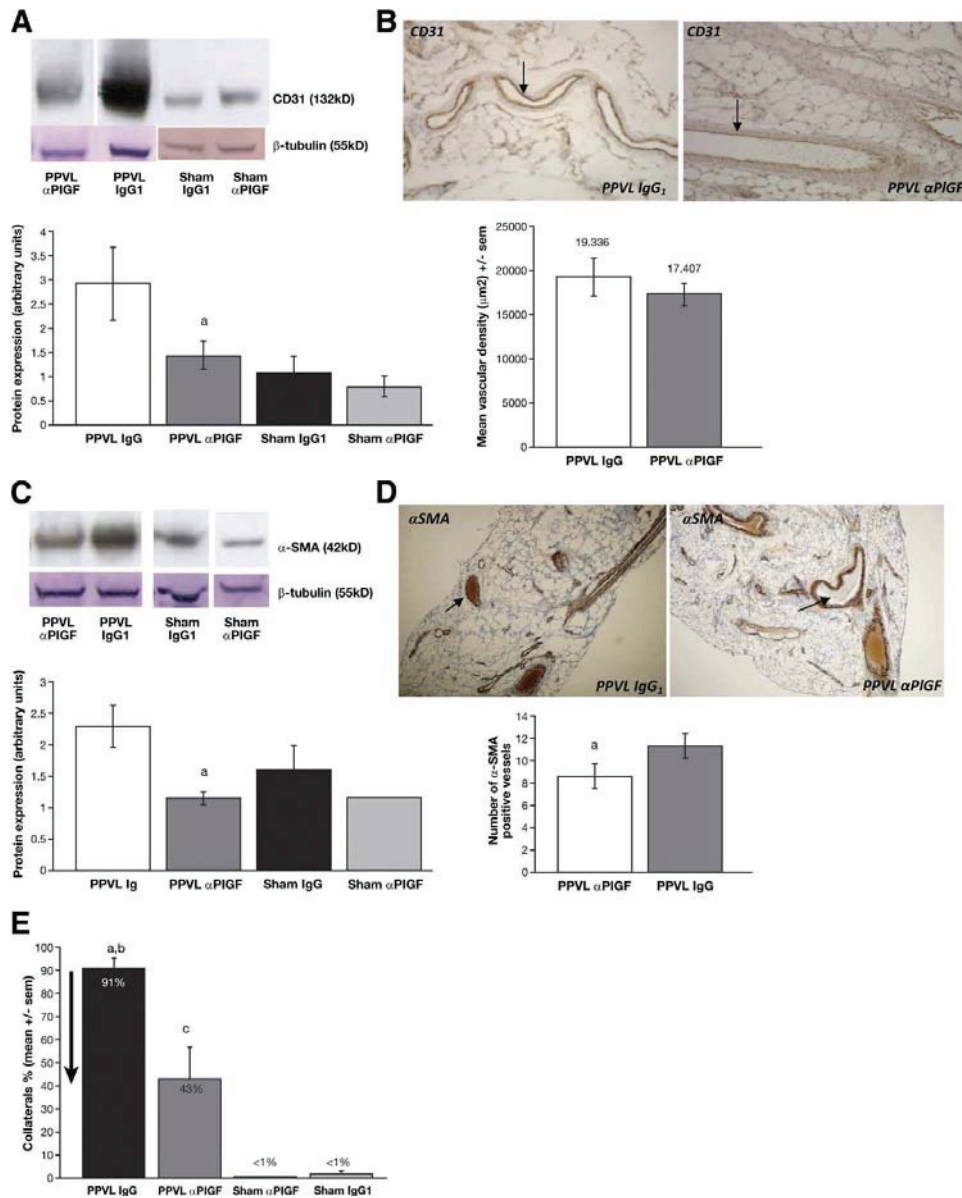 A
CD31 (132kD)
β-tubulin (55kD)
PPVL αPlGF
PPVL IgG1
Sham IgG1
Sham αPlGF
Protein expression (arbitrary units)
4
3.5
3
2.5
2
1.5
1
0.5
0
a
PPVL IgG
PPVL αPlGF
Sham IgG1
Sham αPlGF
B
CD31
PPVL IgG1
CD31
PPVL αPlGF
Mean vascular density (µm2) +/- sem
25000
20000
15000
10000
5000
0
19.336
17.407
PPVL IgG
PPVL αPlGF
C
α-SMA (42kD)
β-tubulin (55kD)
PPVL αPlGF
PPVL IgG1
Sham IgG1
Sham αPlGF
Protein expression (arbitrary units)
3
2.5
2
1.5
1
0.5
0
a
PPVL Ig
PPVL αPlGF
Sham IgG
Sham αPlGF
D
αSMA
PPVL IgG1
αSMA
PPVL αPlGF
Number of α-SMA
positive vessels
14
12
10
8
6
4
2
0
a
PPVL αPlGF
PPVL IgG
E
Collaterals % (mean +/- sem)
100
90
80
70
60
50
40
30
20
10
0
a,b
91%
c
43%
<1%
<1%
PPVL IgG
PPVL αPlGF
Sham αPlGF
Sham IgG1